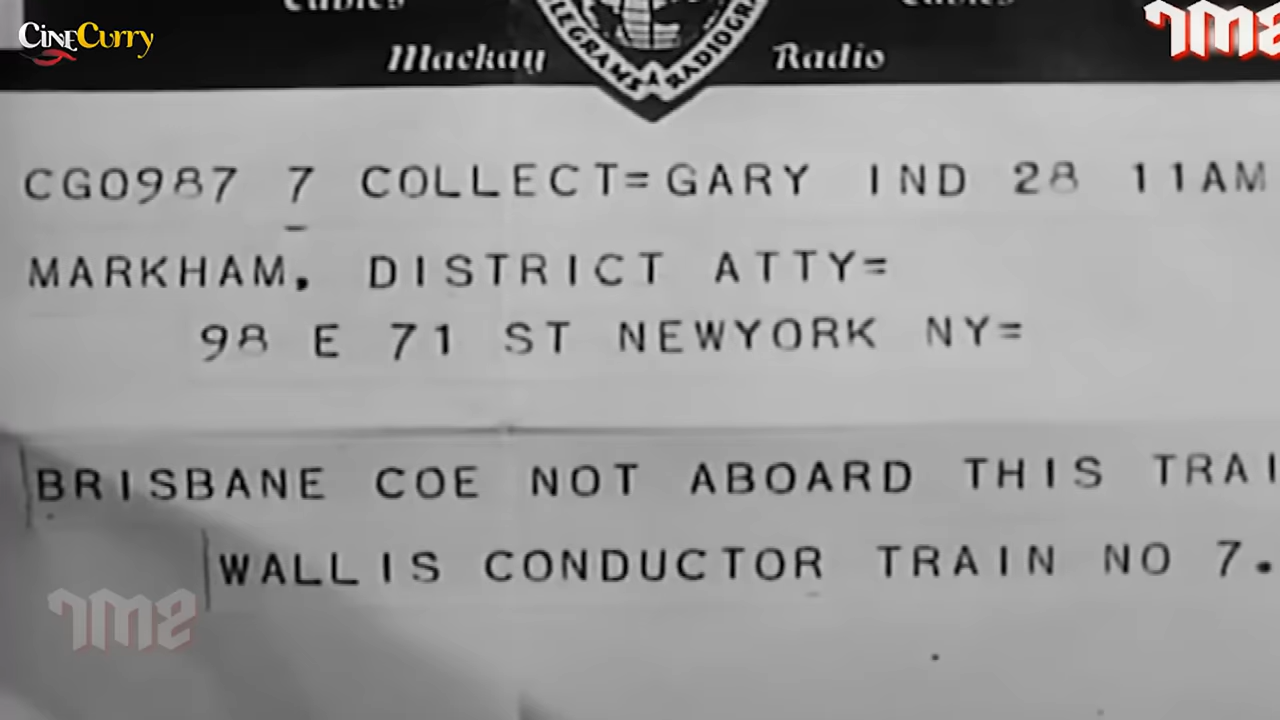 CINECURRY
Mackay Radio
CG0987 7 COLLECT=GARY IND 28 11AM
MARKHAM, DISTRICT ATTY=
98 E 71 ST NEWYORK NY=
BRISBANE COE NOT ABOARD THIS TRAI
WALLIS CONDUCTOR TRAIN NO 7.